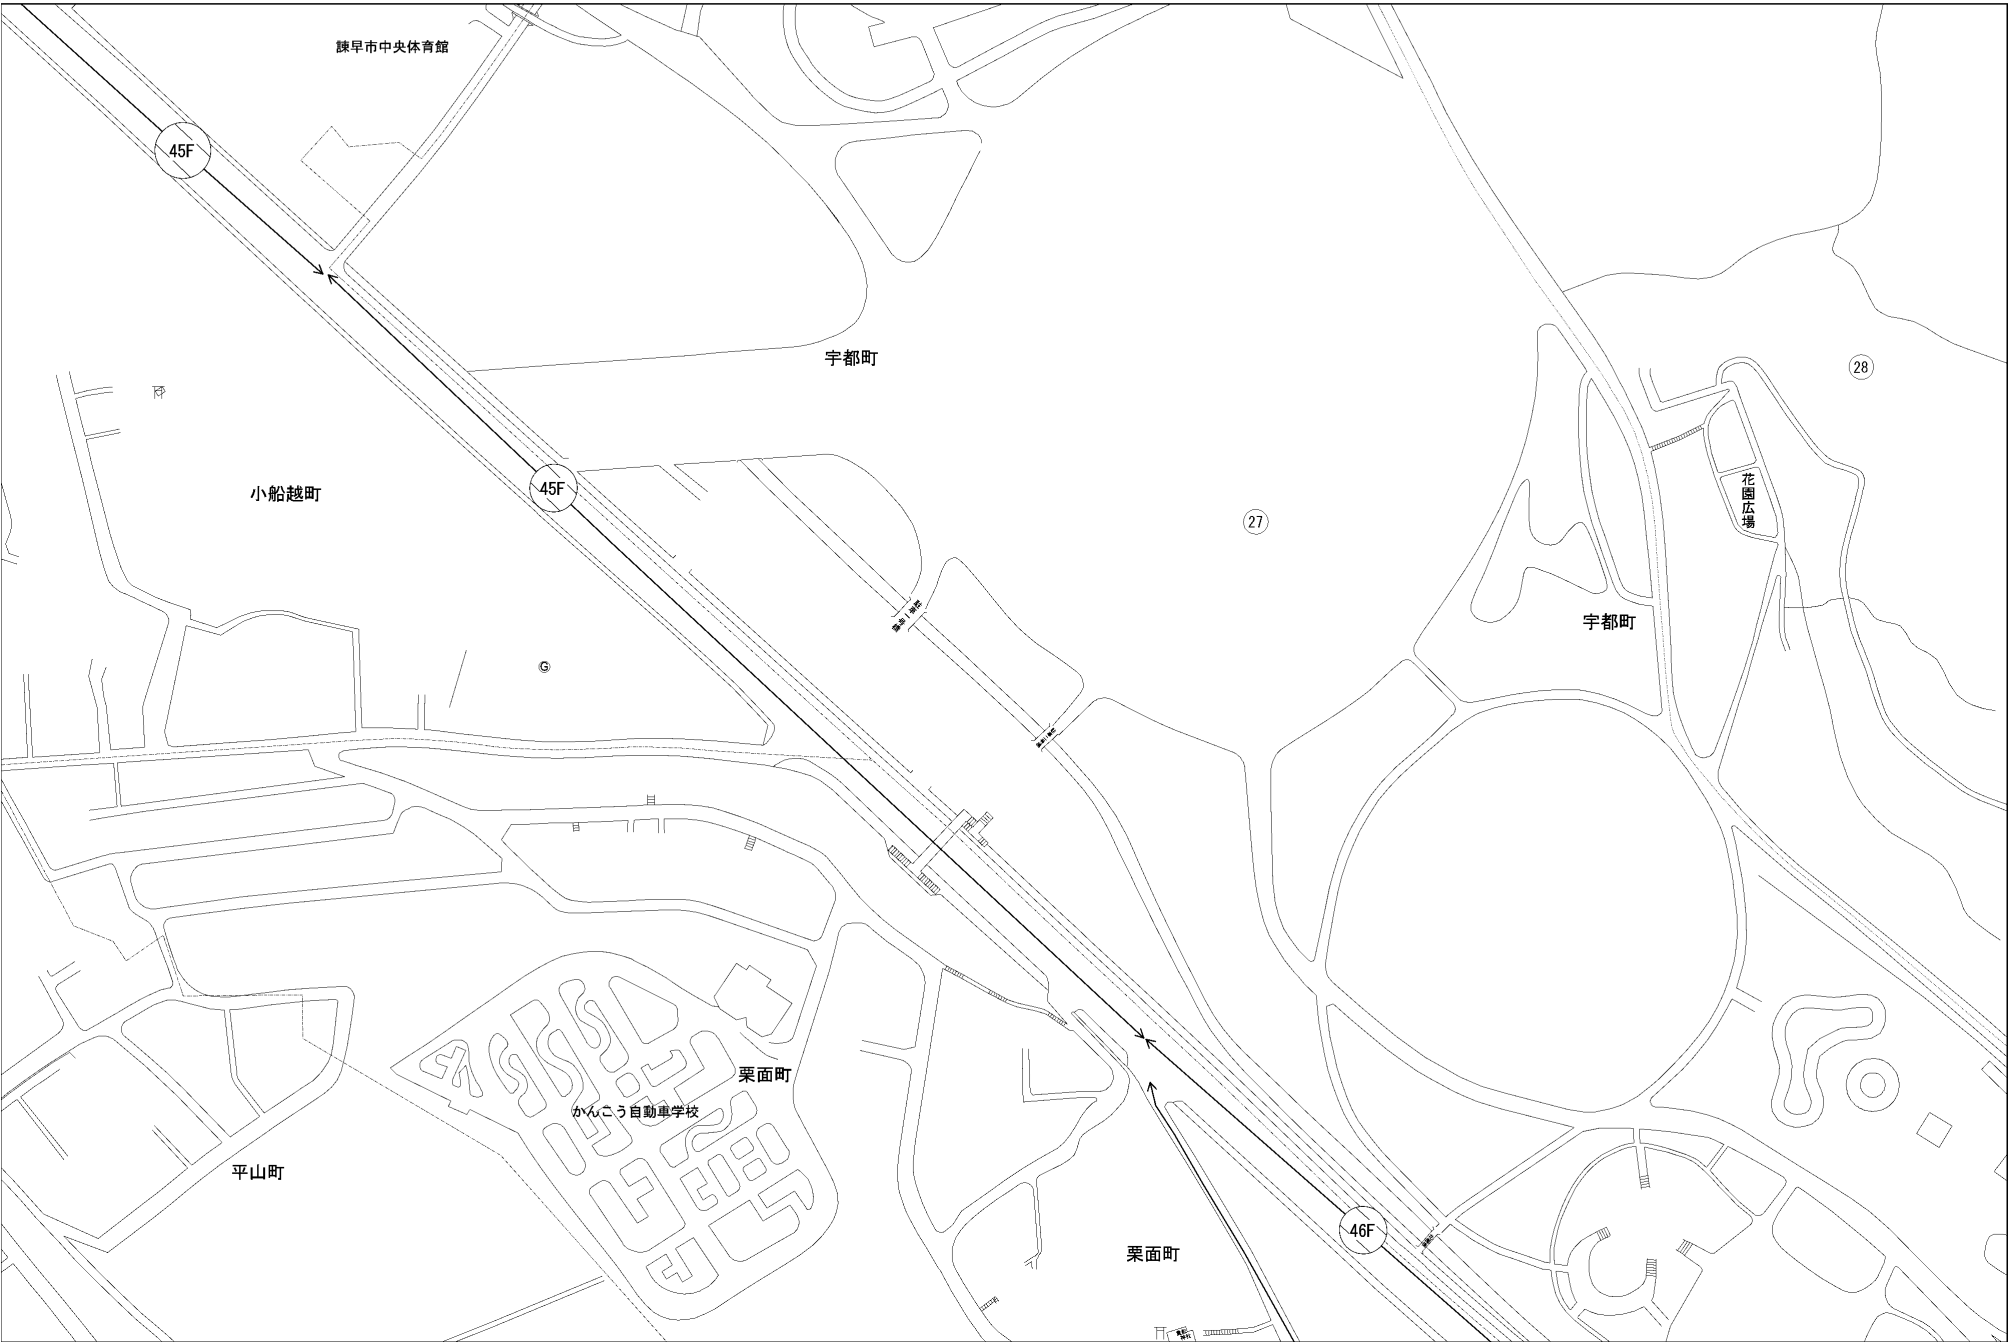 諫早市中央体育館
45F
宇都町
28
小船越町
45F
花園広場
27
宇都町
G
栗面町
かんこう自動車学校
平山町
46F
栗面町